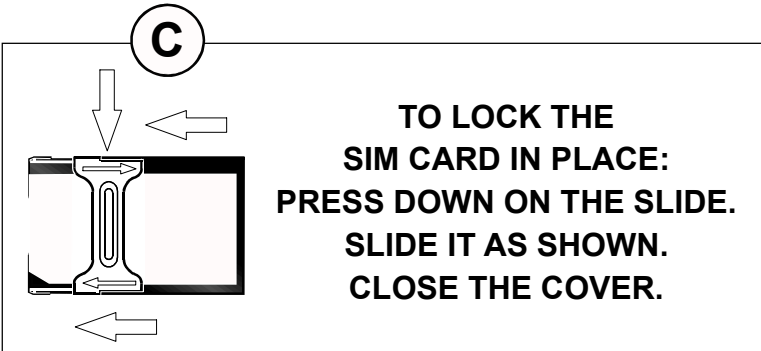 C
TO LOCK THE
SIM CARD IN PLACE:
PRESS DOWN ON THE SLIDE.
SLIDE IT AS SHOWN.
CLOSE THE COVER.